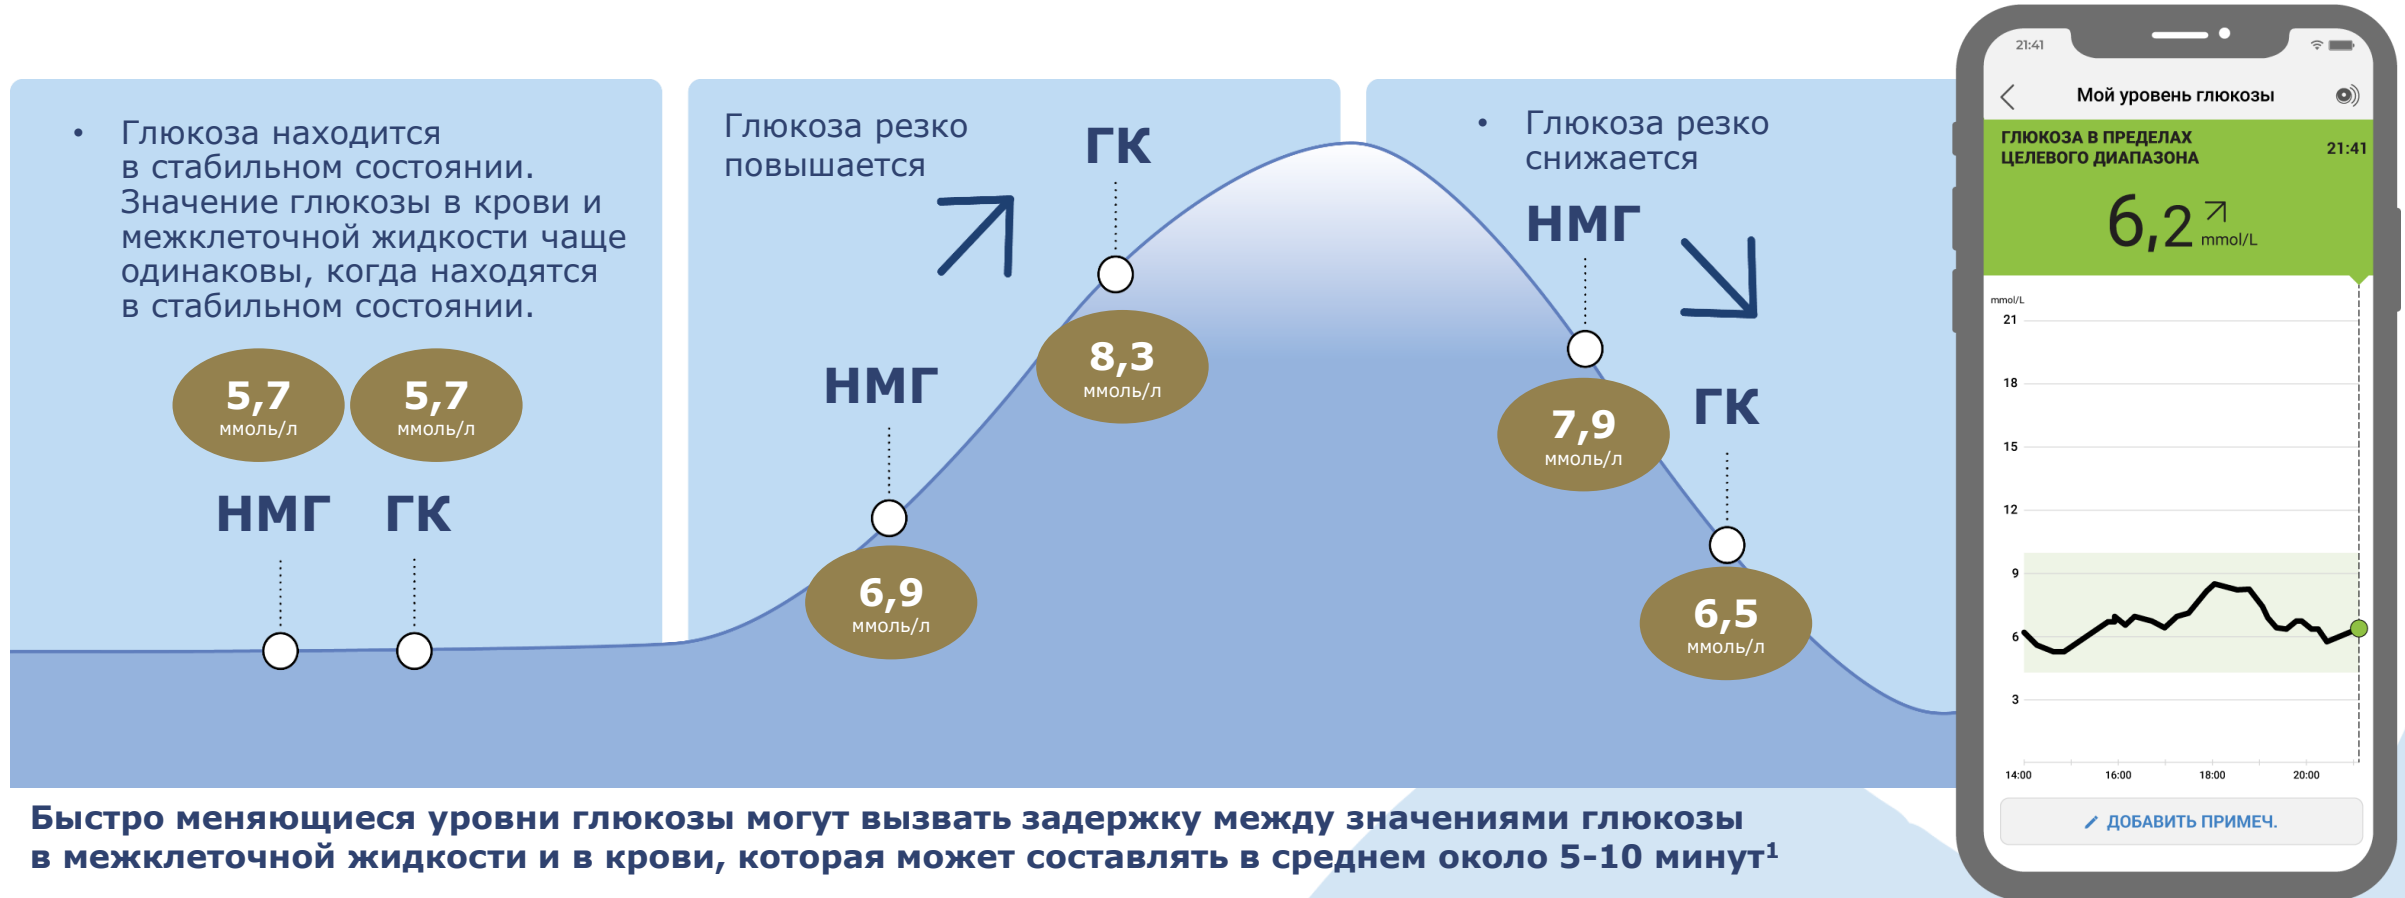 • Глюкоза находится
в стабильном состоянии.
Значение глюкозы в крови и
межклеточной жидкости чаще
одинаковы, когда находятся
в стабильном состоянии.
5,7
ммоль/л
5,7
ммоль/л
НМГ ГК
Глюкоза резко
повышается
ГК
8,3
ммоль/л
НМГ
6,9
ммоль/л
• Глюкоза резко
снижается
НМГ
7,9
ммоль/л
ГК
6,5
ммоль/л
Быстро меняющиеся уровни глюкозы могут вызвать задержку между значениями глюкозы
в межклеточной жидкости и в крови, которая может составлять в среднем около 5-10 минут¹
21:41
Мой уровень глюкозы
ГЛЮКОЗА В ПРЕДЕЛАХ
ЦЕЛЕВОГО ДИАПАЗОНА
21:41
6,2
mmol/L
mmol/L
21
18
15
12
9
6
3
14:00 16:00 18:00 20:00
ДОБАВИТЬ ПРИМЕЧ.